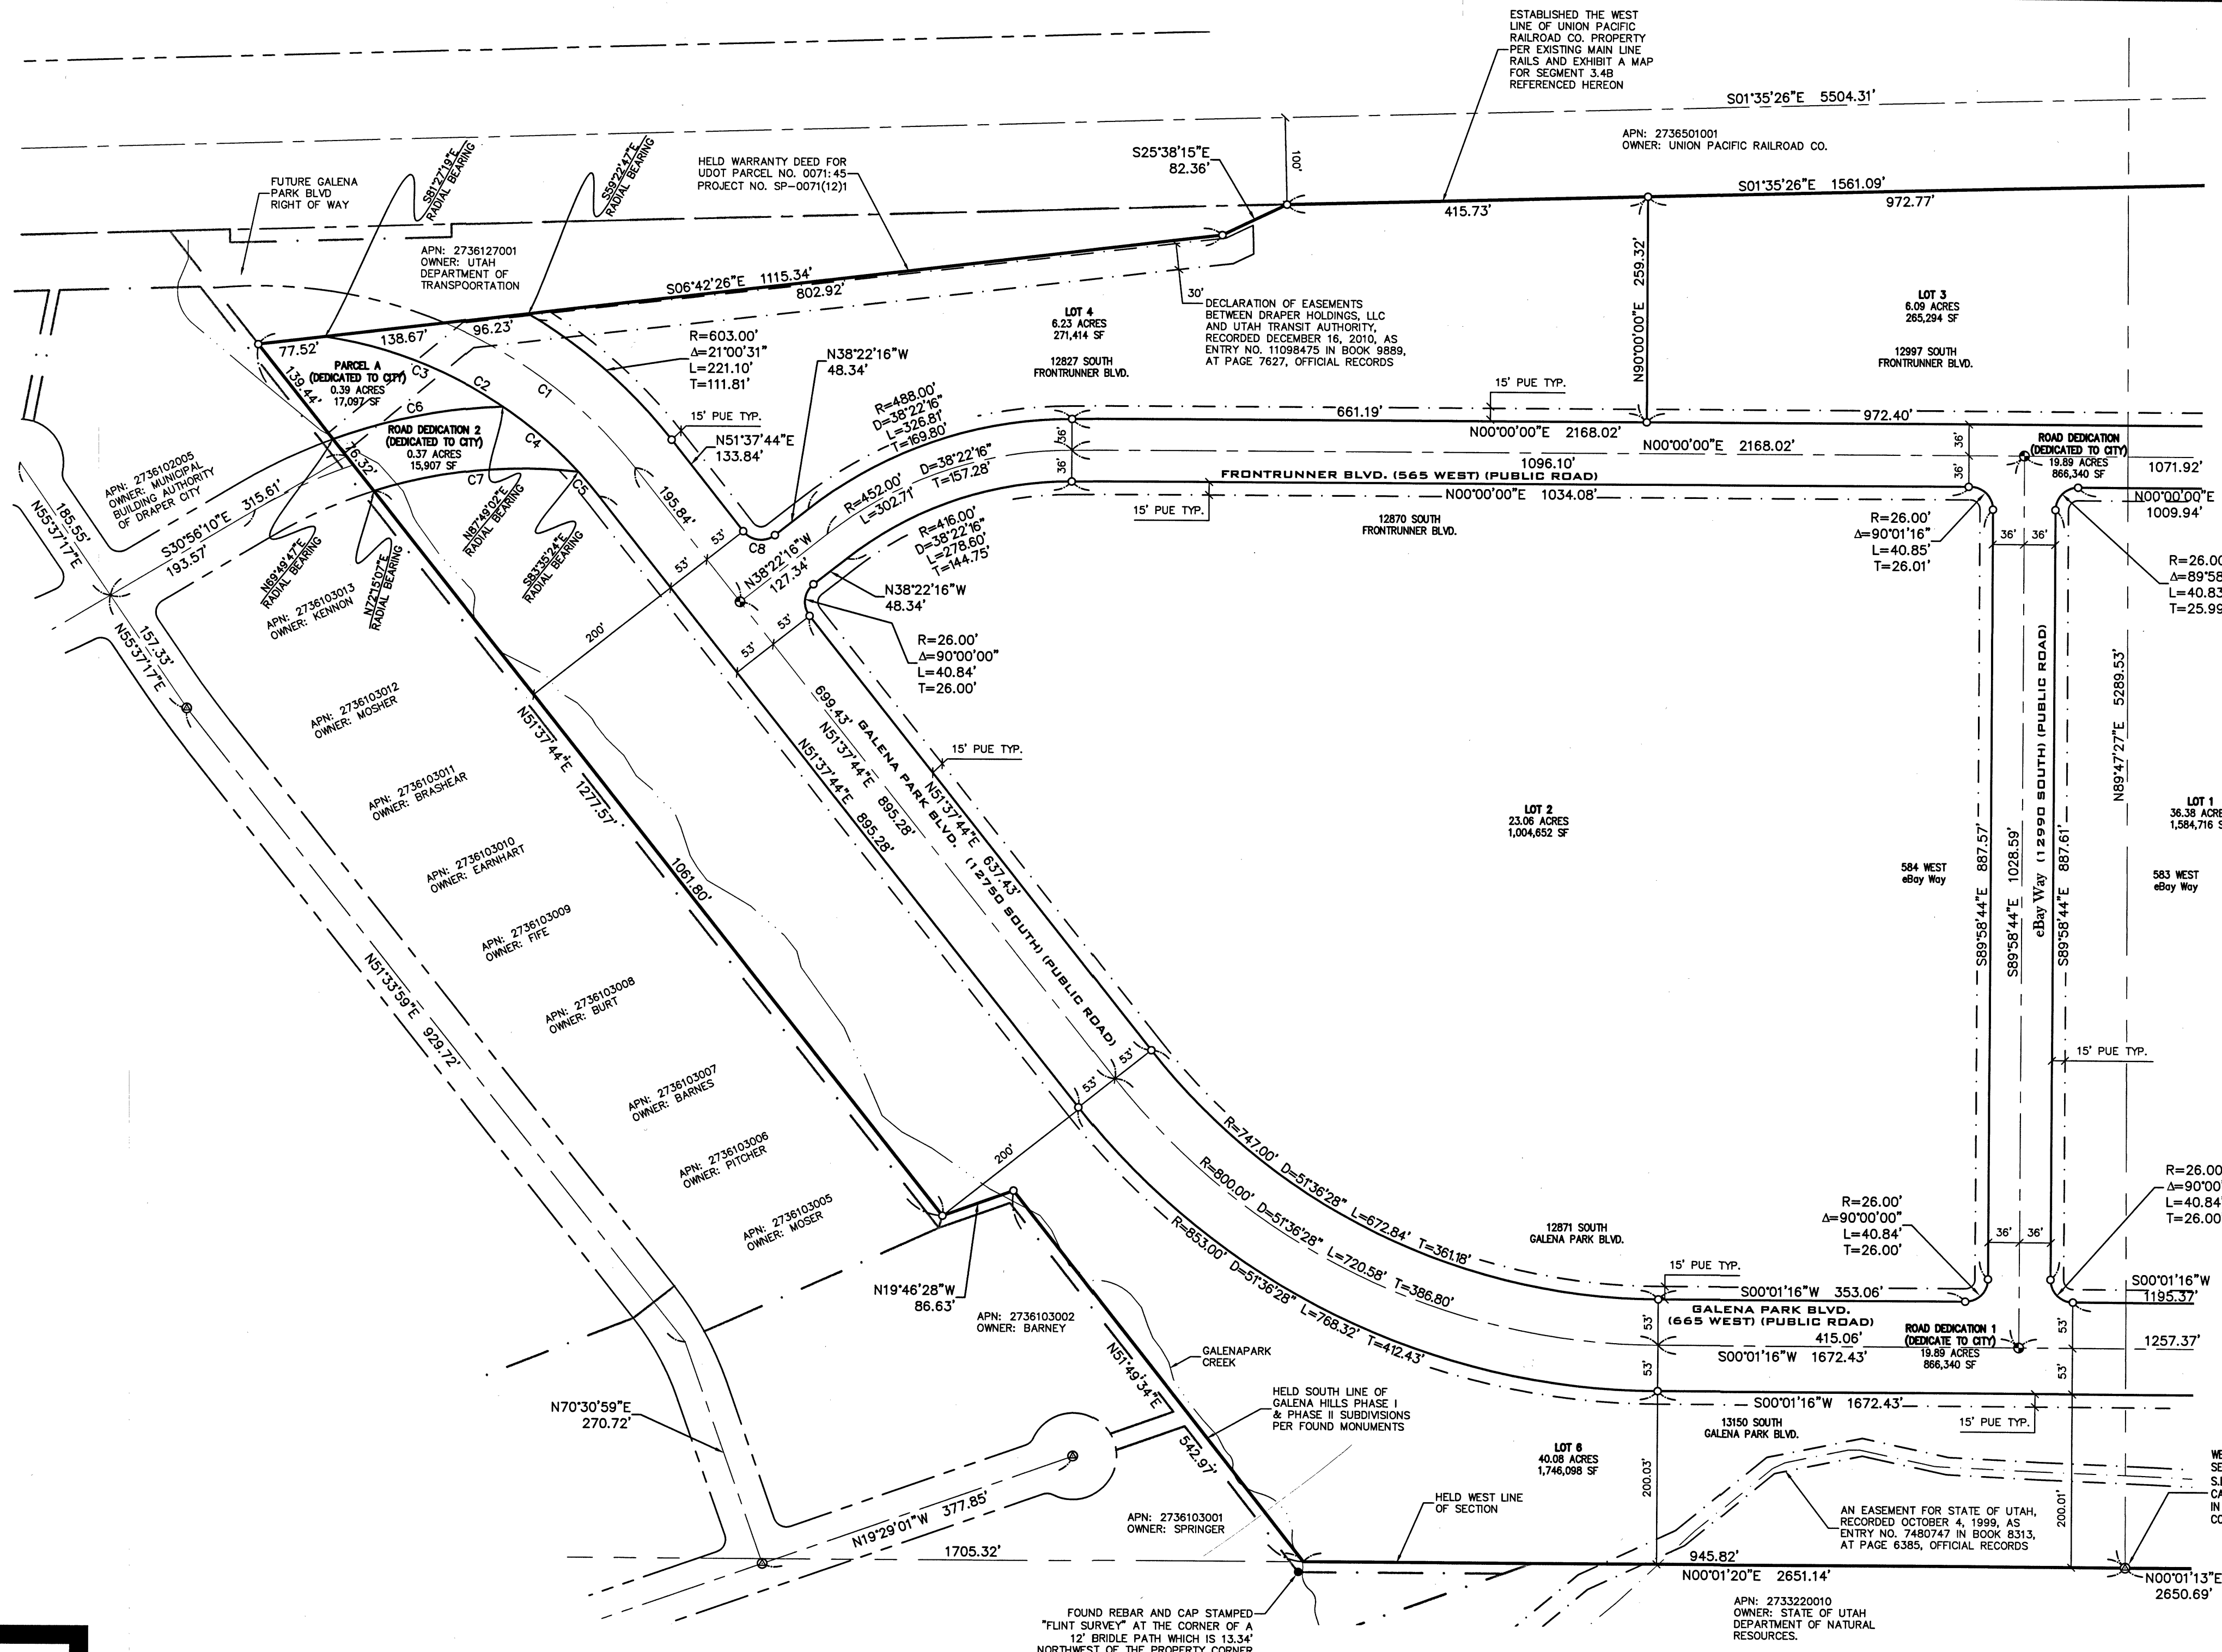 ESTABLISHED THE WEST
LINE OF UNION PACIFIC
RAILROAD CO. PROPERTY
PER EXISTING MAIN LINE
RAILS AND EXHIBIT A MAP
FOR SEGMENT 3.4B
REFERENCED HEREON
S01°35'26"E 5504.31'
APN: 2736501001
OWNER: UNION PACIFIC RAILROAD CO.
S25°38'15"E
82.36'
100'
S81°27'19"E
RADIAL BEARING
S59°22'47"E
RADIAL BEARING
HELD WARRANTY DEED FOR
UDOT PARCEL NO. 0071:45
PROJECT NO. SP-0071(12)1
FUTURE GALENA
PARK BLVD
RIGHT OF WAY
S01°35'26"E 1561.09'
415.73'
972.77'
APN: 2736127001
OWNER: UTAH
DEPARTMENT OF
TRANSPOORTATION
S06°42'26"E 1115.34'
802.92'
30'
DECLARATION OF EASEMENTS
BETWEEN DRAPER HOLDINGS, LLC
AND UTAH TRANSIT AUTHORITY,
RECORDED DECEMBER 16, 2010, AS
ENTRY NO. 11098475 IN BOOK 9889,
AT PAGE 7627, OFFICIAL RECORDS
LOT 4
6.23 ACRES
271,414 SF
12827 SOUTH
FRONTRUNNER BLVD.
N90°00'00"E 259.32'
LOT 3
6.09 ACRES
265,294 SF
12997 SOUTH
FRONTRUNNER BLVD.
77.52'
138.67'
96.23'
R=603.00'
Δ=21°00'31"
L=221.10'
T=111.81'
N38°22'16"W
48.34'
PARCEL A
(DEDICATED TO CITY)
0.39 ACRES
17,097 SF
139.44'
C3
C2
C1
C6
C4
C7
C5
C8
ROAD DEDICATION 2
(DEDICATED TO CITY)
0.37 ACRES
15,907 SF
76.32'
15' PUE TYP.
N51°37'44"E
133.84'
R=488.00'
D=38°22'16"
L=326.81'
T=169.80'
15' PUE TYP.
661.19'
972.40'
N00°00'00"E 2168.02'
N00°00'00"E 2168.02'
36'
36'
36'
36'
1096.10'
FRONTRUNNER BLVD. (565 WEST) (PUBLIC ROAD)
N00°00'00"E 1034.08'
ROAD DEDICATION
(DEDICATED TO CITY)
19.89 ACRES
866,340 SF
1071.92'
N00°00'00"E
1009.94'
R=452.00' D=38°22'16"
L=302.71' T=157.28'
R=416.00'
D=38°22'16"
L=278.60'
T=144.75'
15' PUE TYP.
12870 SOUTH
FRONTRUNNER BLVD.
R=26.00'
Δ=90°01'16"
L=40.85'
T=26.01'
36'
36'
R=26.00
Δ=89°58
L=40.83
T=25.99
APN: 2736102005
OWNER: MUNICIPAL
BUILDING AUTHORITY
OF DRAPER CITY
185.55'
N55°37'17"E
S30°56'10"E 315.61'
193.57'
N69°49'47"E
RADIAL BEARING
N72°15'07"E
RADIAL BEARING
N87°49'02"E
RADIAL BEARING
S83°35'24"E
RADIAL BEARING
195.84'
53'
53'
N38°22'16"W
127.34'
N38°22'16"W
48.34'
53'
53'
R=26.00'
Δ=90°00'00"
L=40.84'
T=26.00'
157.33'
N55°37'17"E
APN: 2736103013
OWNER: KENNON
200'
APN: 2736103012
OWNER: MOSHER
APN: 2736103011
OWNER: BRASHEAR
APN: 2736103010
OWNER: EARNHART
APN: 2736103009
OWNER: FIFE
APN: 2736103008
OWNER: BURT
APN: 2736103007
OWNER: BARNES
APN: 2736103006
OWNER: PITCHER
APN: 2736103005
OWNER: MOSER
N51°37'44"E 1277.57'
1061.80'
N51°33'59"E 929.72'
699.43'
N51°37'44"E 895.28'
N51°37'44"E 895.28'
GALENA PARK BLVD. (12750 SOUTH) (PUBLIC ROAD)
N51°37'44"E 637.43'
15' PUE TYP.
LOT 2
23.06 ACRES
1,004,652 SF
584 WEST
eBay Way
S89°58'44"E 887.57'
S89°58'44"E 1028.59'
eBay Way (12990 SOUTH) (PUBLIC ROAD)
S89°58'44"E 887.61'
N89°47'27"E 5289.53'
LOT 1
36.38 ACRE
1,584,716 S
583 WEST
eBay Way
15' PUE TYP.
53'
53'
200'
R=747.00' D=51°36'28" L=672.84' T=361.18'
R=800.00' D=51°36'28" L=720.58' T=386.80'
R=853.00' D=51°36'28" L=768.32' T=412.43'
12871 SOUTH
GALENA PARK BLVD.
R=26.00'
Δ=90°00'00"
L=40.84'
T=26.00'
36'
36'
R=26.00
Δ=90°00
L=40.84
T=26.00
15' PUE TYP.
S00°01'16"W 353.06'
GALENA PARK BLVD.
(665 WEST) (PUBLIC ROAD)
S00°01'16"W
1195.37'
53'
53'
53'
53'
415.06'
S00°01'16"W 1672.43'
ROAD DEDICATION 1
(DEDICATE TO CITY)
19.89 ACRES
866,340 SF
1257.37'
S00°01'16"W 1672.43'
15' PUE TYP.
13150 SOUTH
GALENA PARK BLVD.
N19°46'28"W
86.63'
APN: 2736103002
OWNER: BARNEY
GALENAPARK
CREEK
N51°49'34"E
542.97'
HELD SOUTH LINE OF
GALENA HILLS PHASE I
& PHASE II SUBDIVISIONS
PER FOUND MONUMENTS
N70°30'59"E
270.72'
N19°29'01"W 377.85'
LOT 6
40.08 ACRES
1,746,098 SF
200.03'
200.01'
HELD WEST LINE
OF SECTION
APN: 2736103001
OWNER: SPRINGER
AN EASEMENT FOR STATE OF UTAH,
RECORDED OCTOBER 4, 1999, AS
ENTRY NO. 7480747 IN BOOK 8313,
AT PAGE 6385, OFFICIAL RECORDS
WE
SE
S.
CA
IN
CO
1705.32'
945.82'
N00°01'20"E 2651.14'
N00°01'13"E
2650.69'
FOUND REBAR AND CAP STAMPED
"FLINT SURVEY" AT THE CORNER OF A
12' BRIDLE PATH WHICH IS 13.34'
NORTHWEST OF THE PROPERTY CORNER
APN: 2733220010
OWNER: STATE OF UTAH
DEPARTMENT OF NATURAL
RESOURCES.